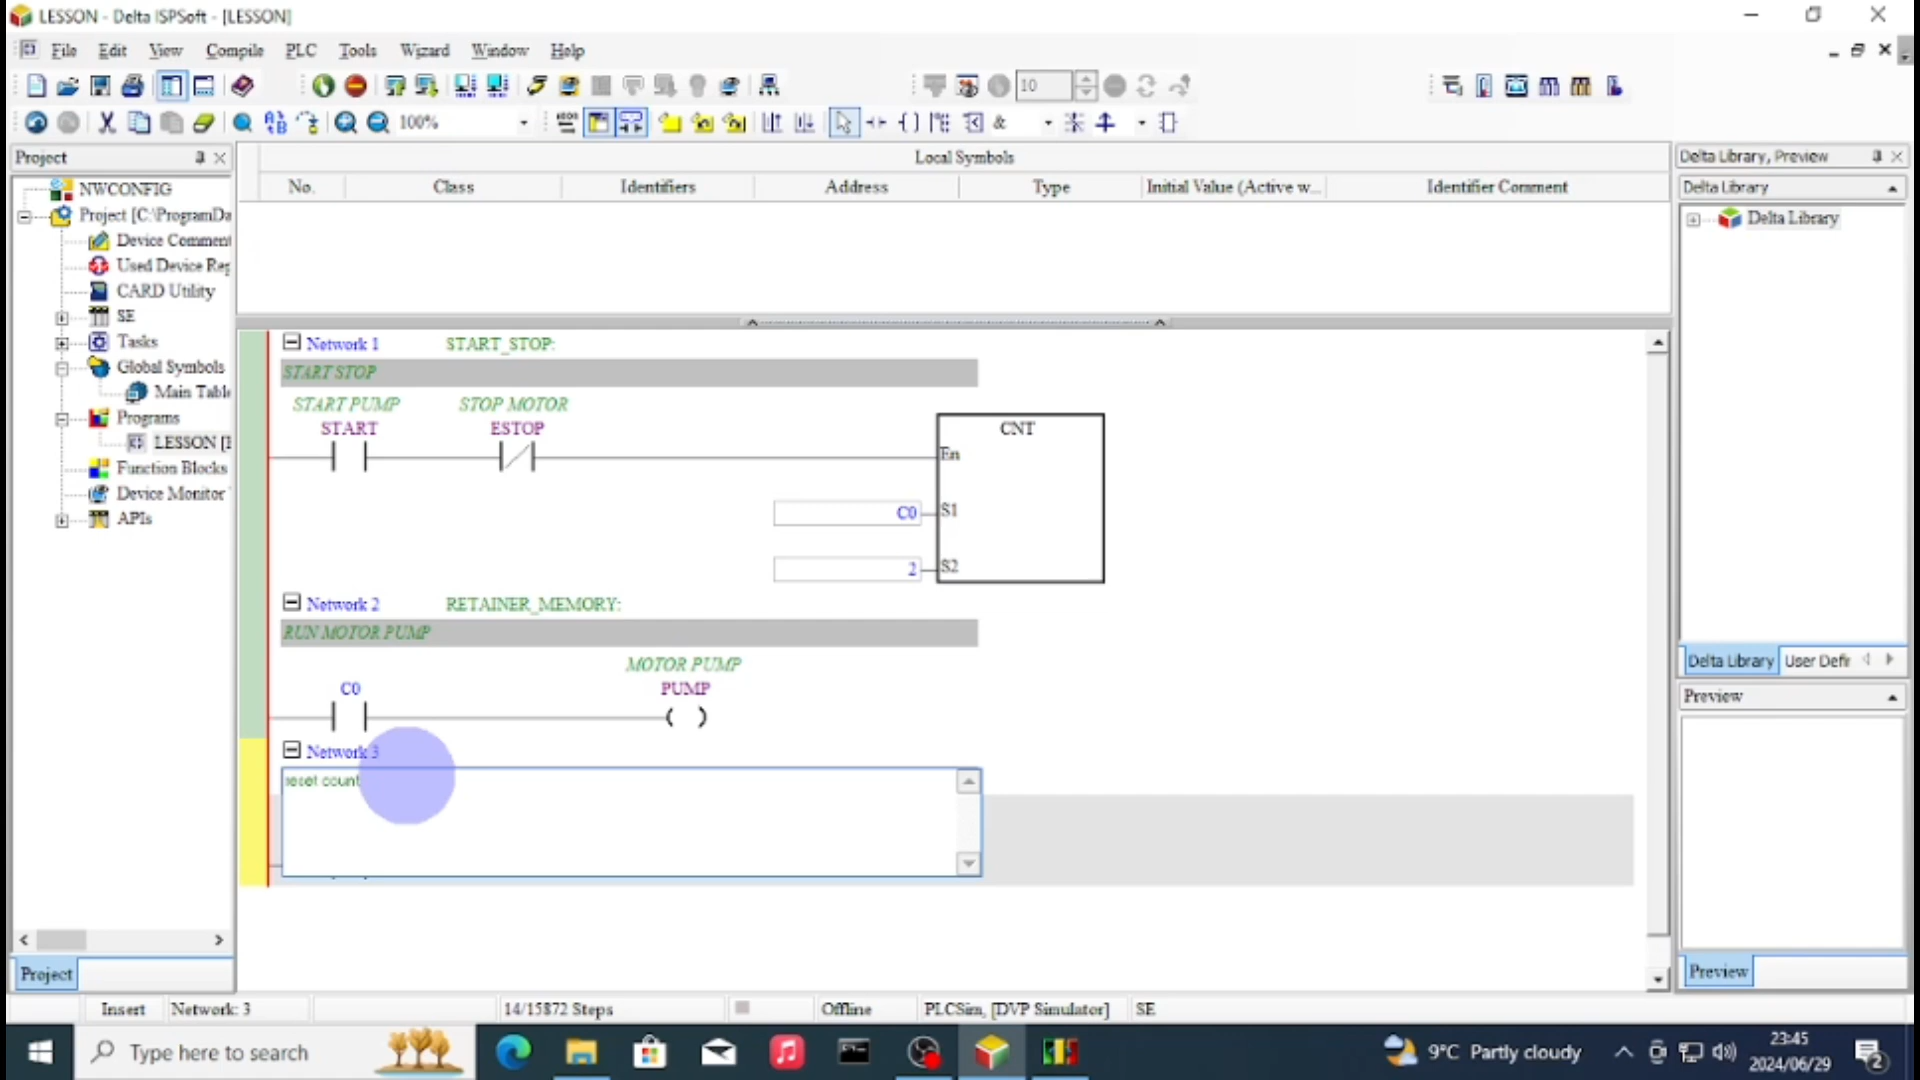 LESSON - Delta ISPSoft - [LESSON]
File Edit View Compile PLC Tools Wizard Window Help
10
100%
&
Project
NWCONFIG
Project [C:\ProgramDa
Device Comment
Used Device Rep
CARD Utility
SE
Tasks
Global Symbols
Main Table
Programs
LESSON [
Function Blocks
Device Monitor
APIs
Project
Local Symbols
No. Class Identifiers Address Type Initial Value (Active w... Identifier Comment
Network 1 START_STOP:
START STOP
START PUMP STOP MOTOR
START ESTOP
CNT
En
C0 S1
2 S2
Network 2 RETAINER_MEMORY:
RUN MOTOR PUMP
MOTOR PUMP
C0 PUMP
Network 3
reset count
Delta Library, Preview
Delta Library
Delta Library
Delta Library User Defir
Preview
Preview
Insert Network: 3 14/15872 Steps Offline PLCSim, [DVP Simulator] SE
Type here to search
9°C Partly cloudy
23:45
2024/06/29
2